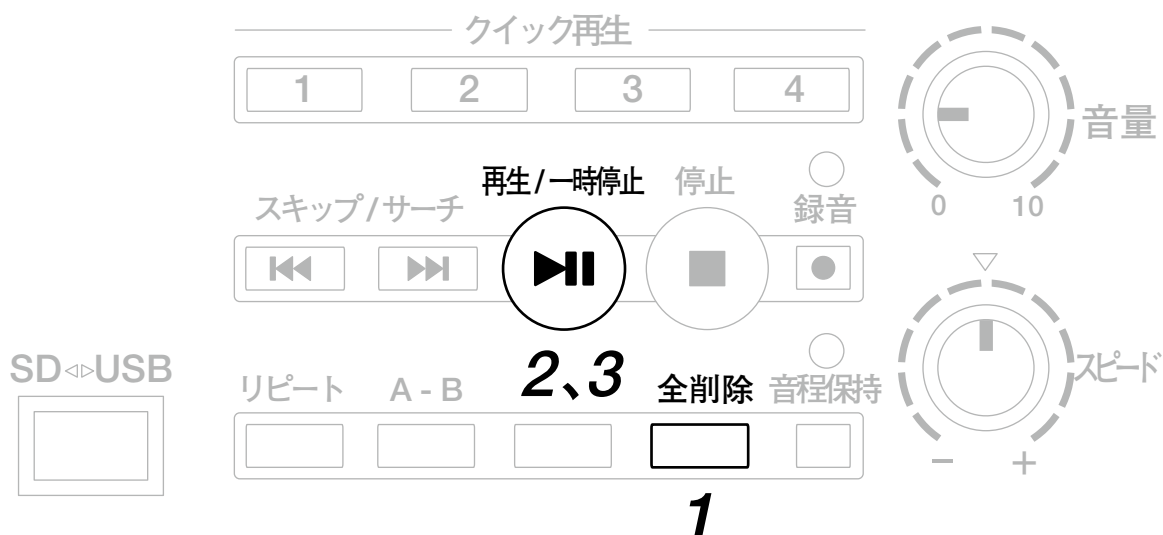 クイック再生
1 2 3 4
音量
0 10
スキップ/サーチ
再生/一時停止
停止
録音
2、3
SD◁▷USB
リピート
A - B
全削除
音程保持
スピード
− +
1